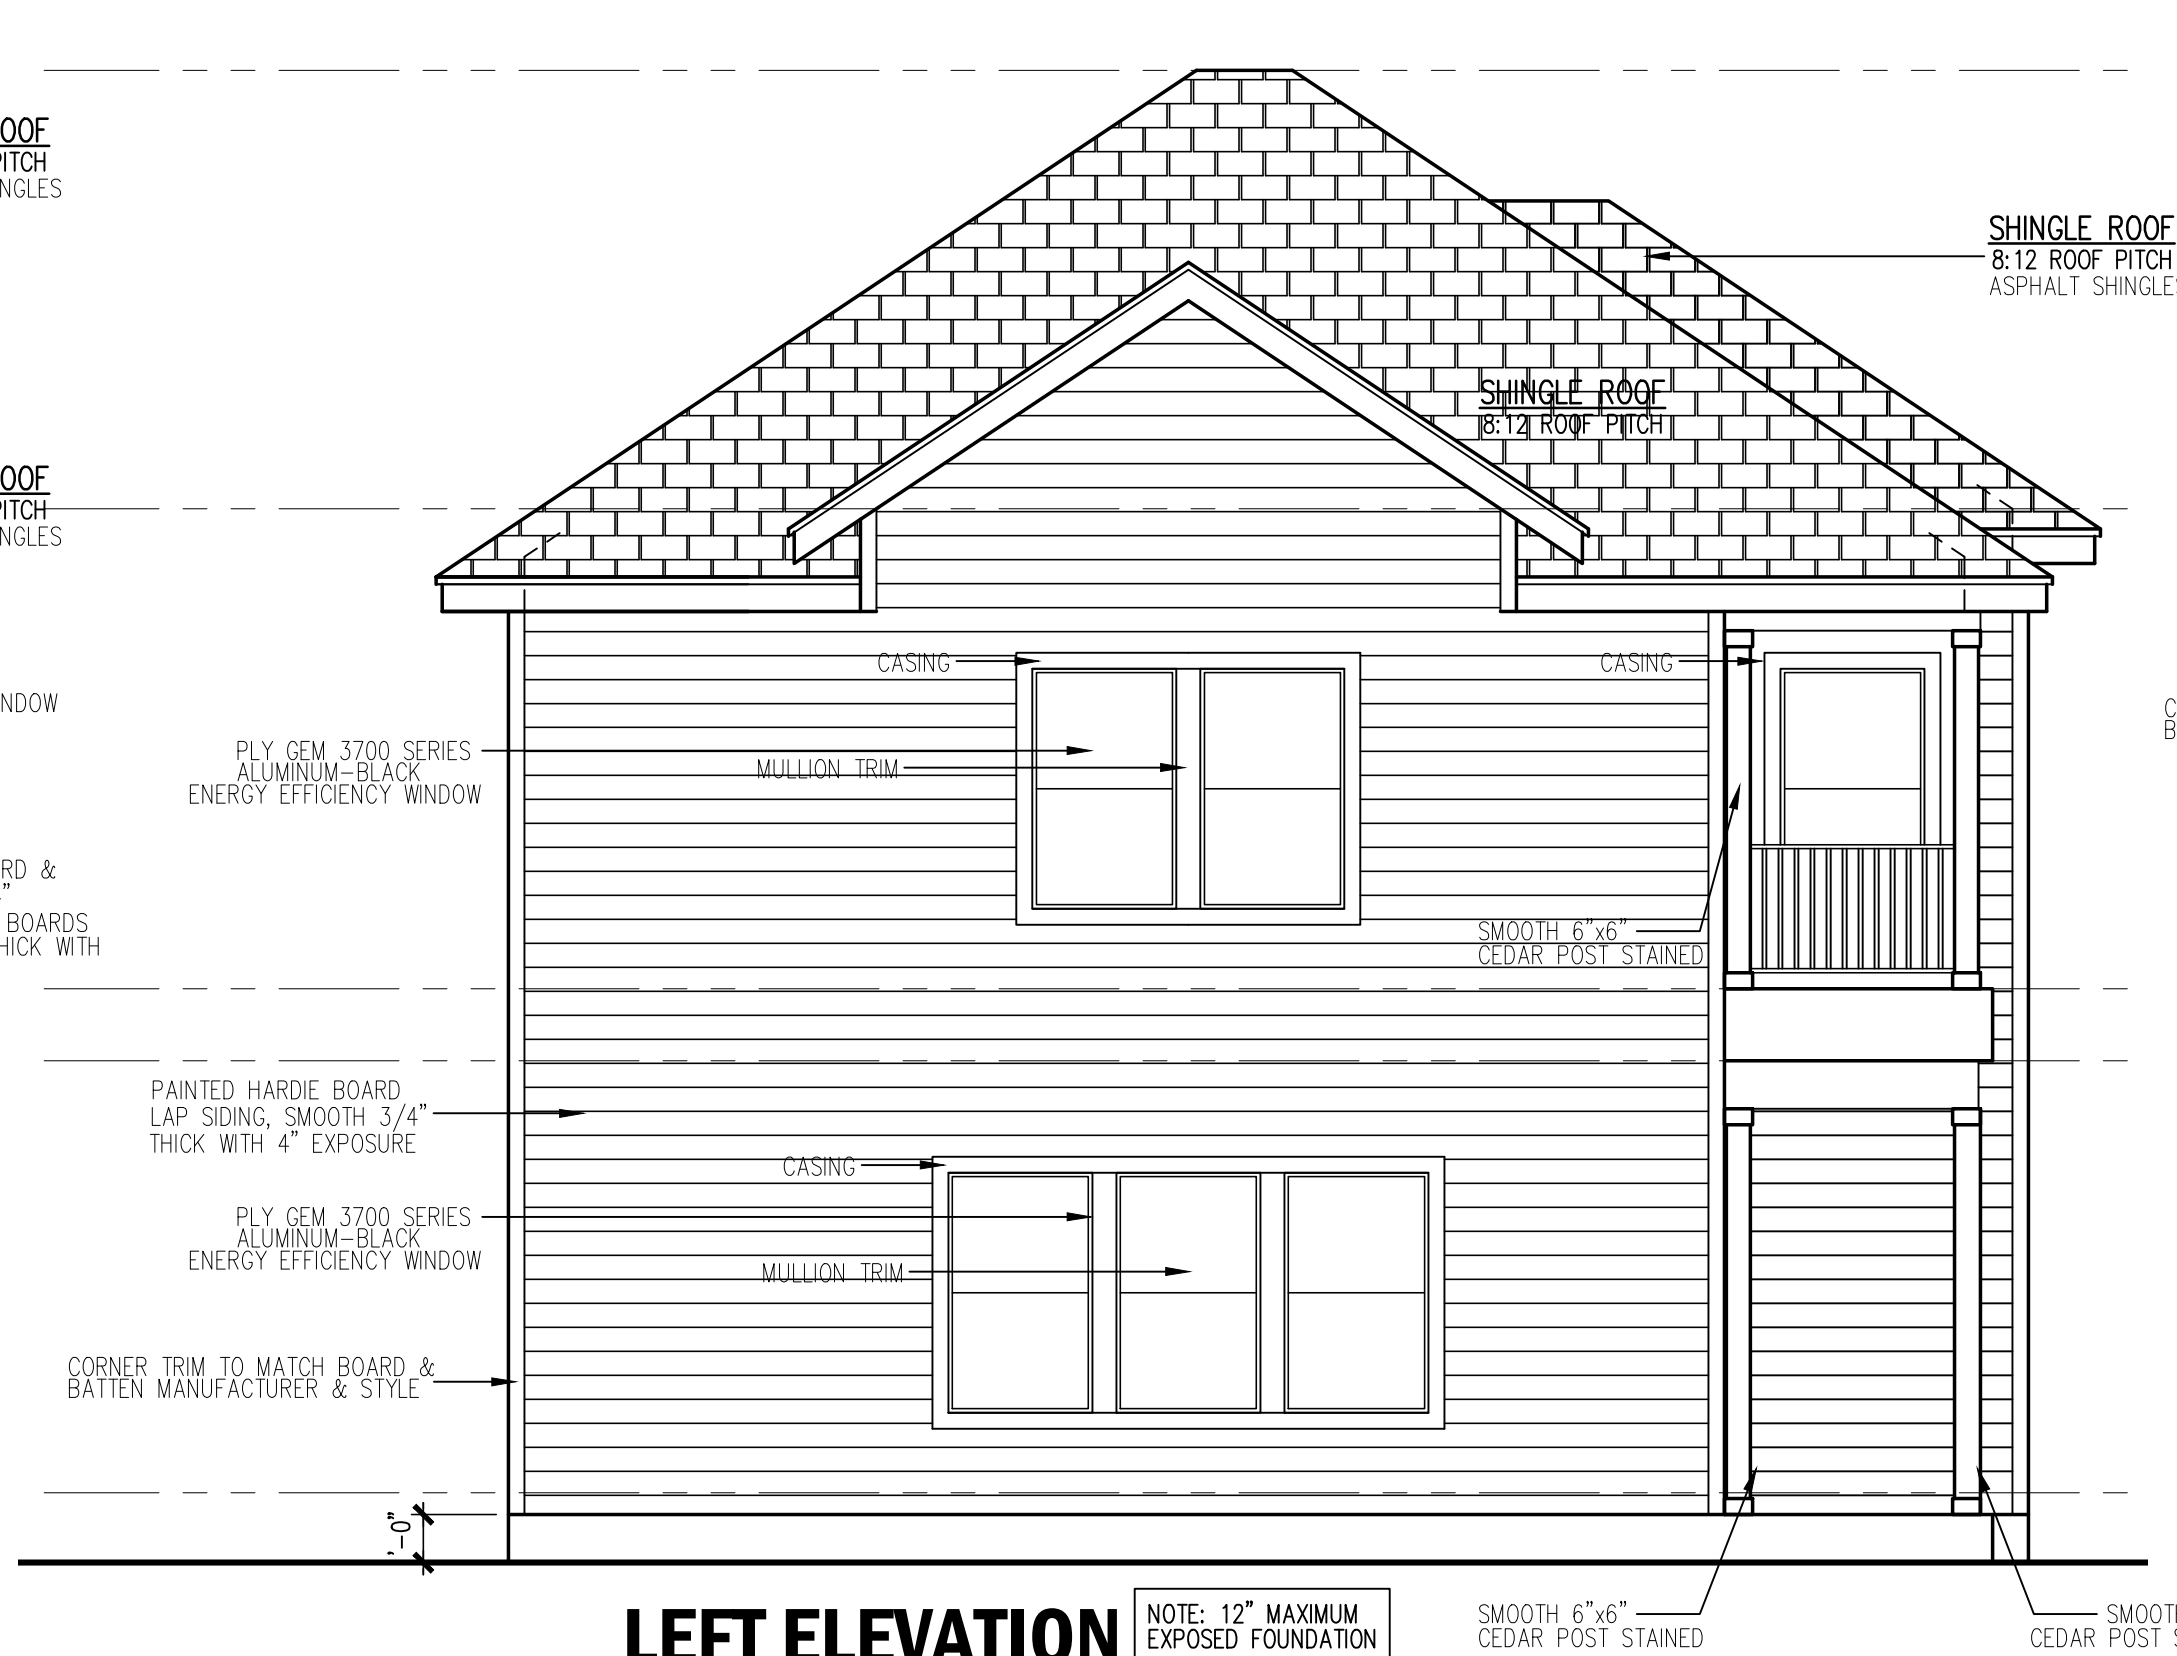 OOF
PITCH
NGLES
SHINGLE ROOF
8:12 ROOF PITCH
ASPHALT SHINGLES
SHINGLE ROOF
8:12 ROOF PITCH
OOF
PITCH
NGLES
CASING
CASING
NDOW
PLY GEM 3700 SERIES
ALUMINUM-BLACK
ENERGY EFFICIENCY WINDOW
MULLION TRIM
RD &
"
BOARDS
HICK WITH
SMOOTH 6"x6"
CEDAR POST STAINED
PAINTED HARDIE BOARD
LAP SIDING, SMOOTH 3/4"
THICK WITH 4" EXPOSURE
CASING
PLY GEM 3700 SERIES
ALUMINUM-BLACK
ENERGY EFFICIENCY WINDOW
MULLION TRIM
CORNER TRIM TO MATCH BOARD &
BATTEN MANUFACTURER & STYLE
'-0"
LEFT ELEVATION
NOTE: 12" MAXIMUM
EXPOSED FOUNDATION
SMOOTH 6"x6"
CEDAR POST STAINED
SMOOTH
CEDAR POST S